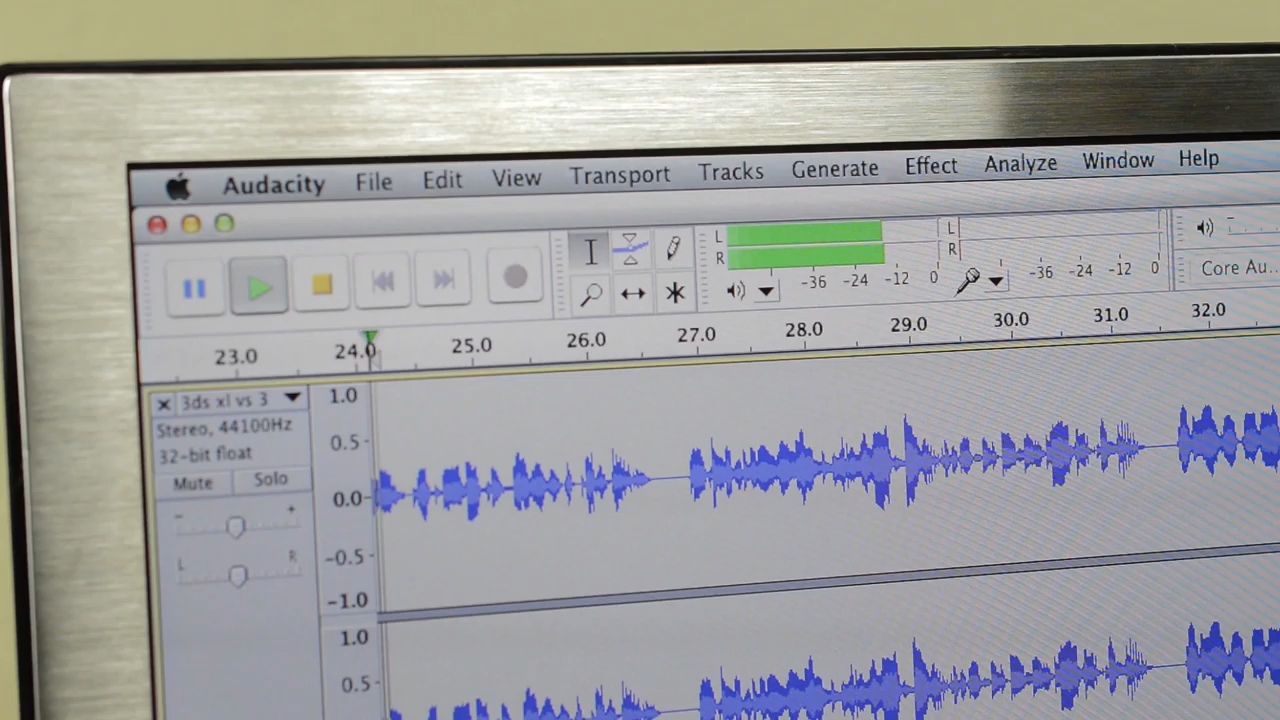 Audacity File Edit View Transport Tracks Generate Effect Analyze Window Help
L
R
-36 -24 -12 0
L
R
-36 -24 -12 0
Core Au...
23.0 24.0 25.0 26.0 27.0 28.0 29.0 30.0 31.0 32.0
3ds xl vs 3
Stereo, 44100Hz
32-bit float
Mute Solo
- +
L R
1.0
0.5
0.0
-0.5
-1.0
1.0
0.5